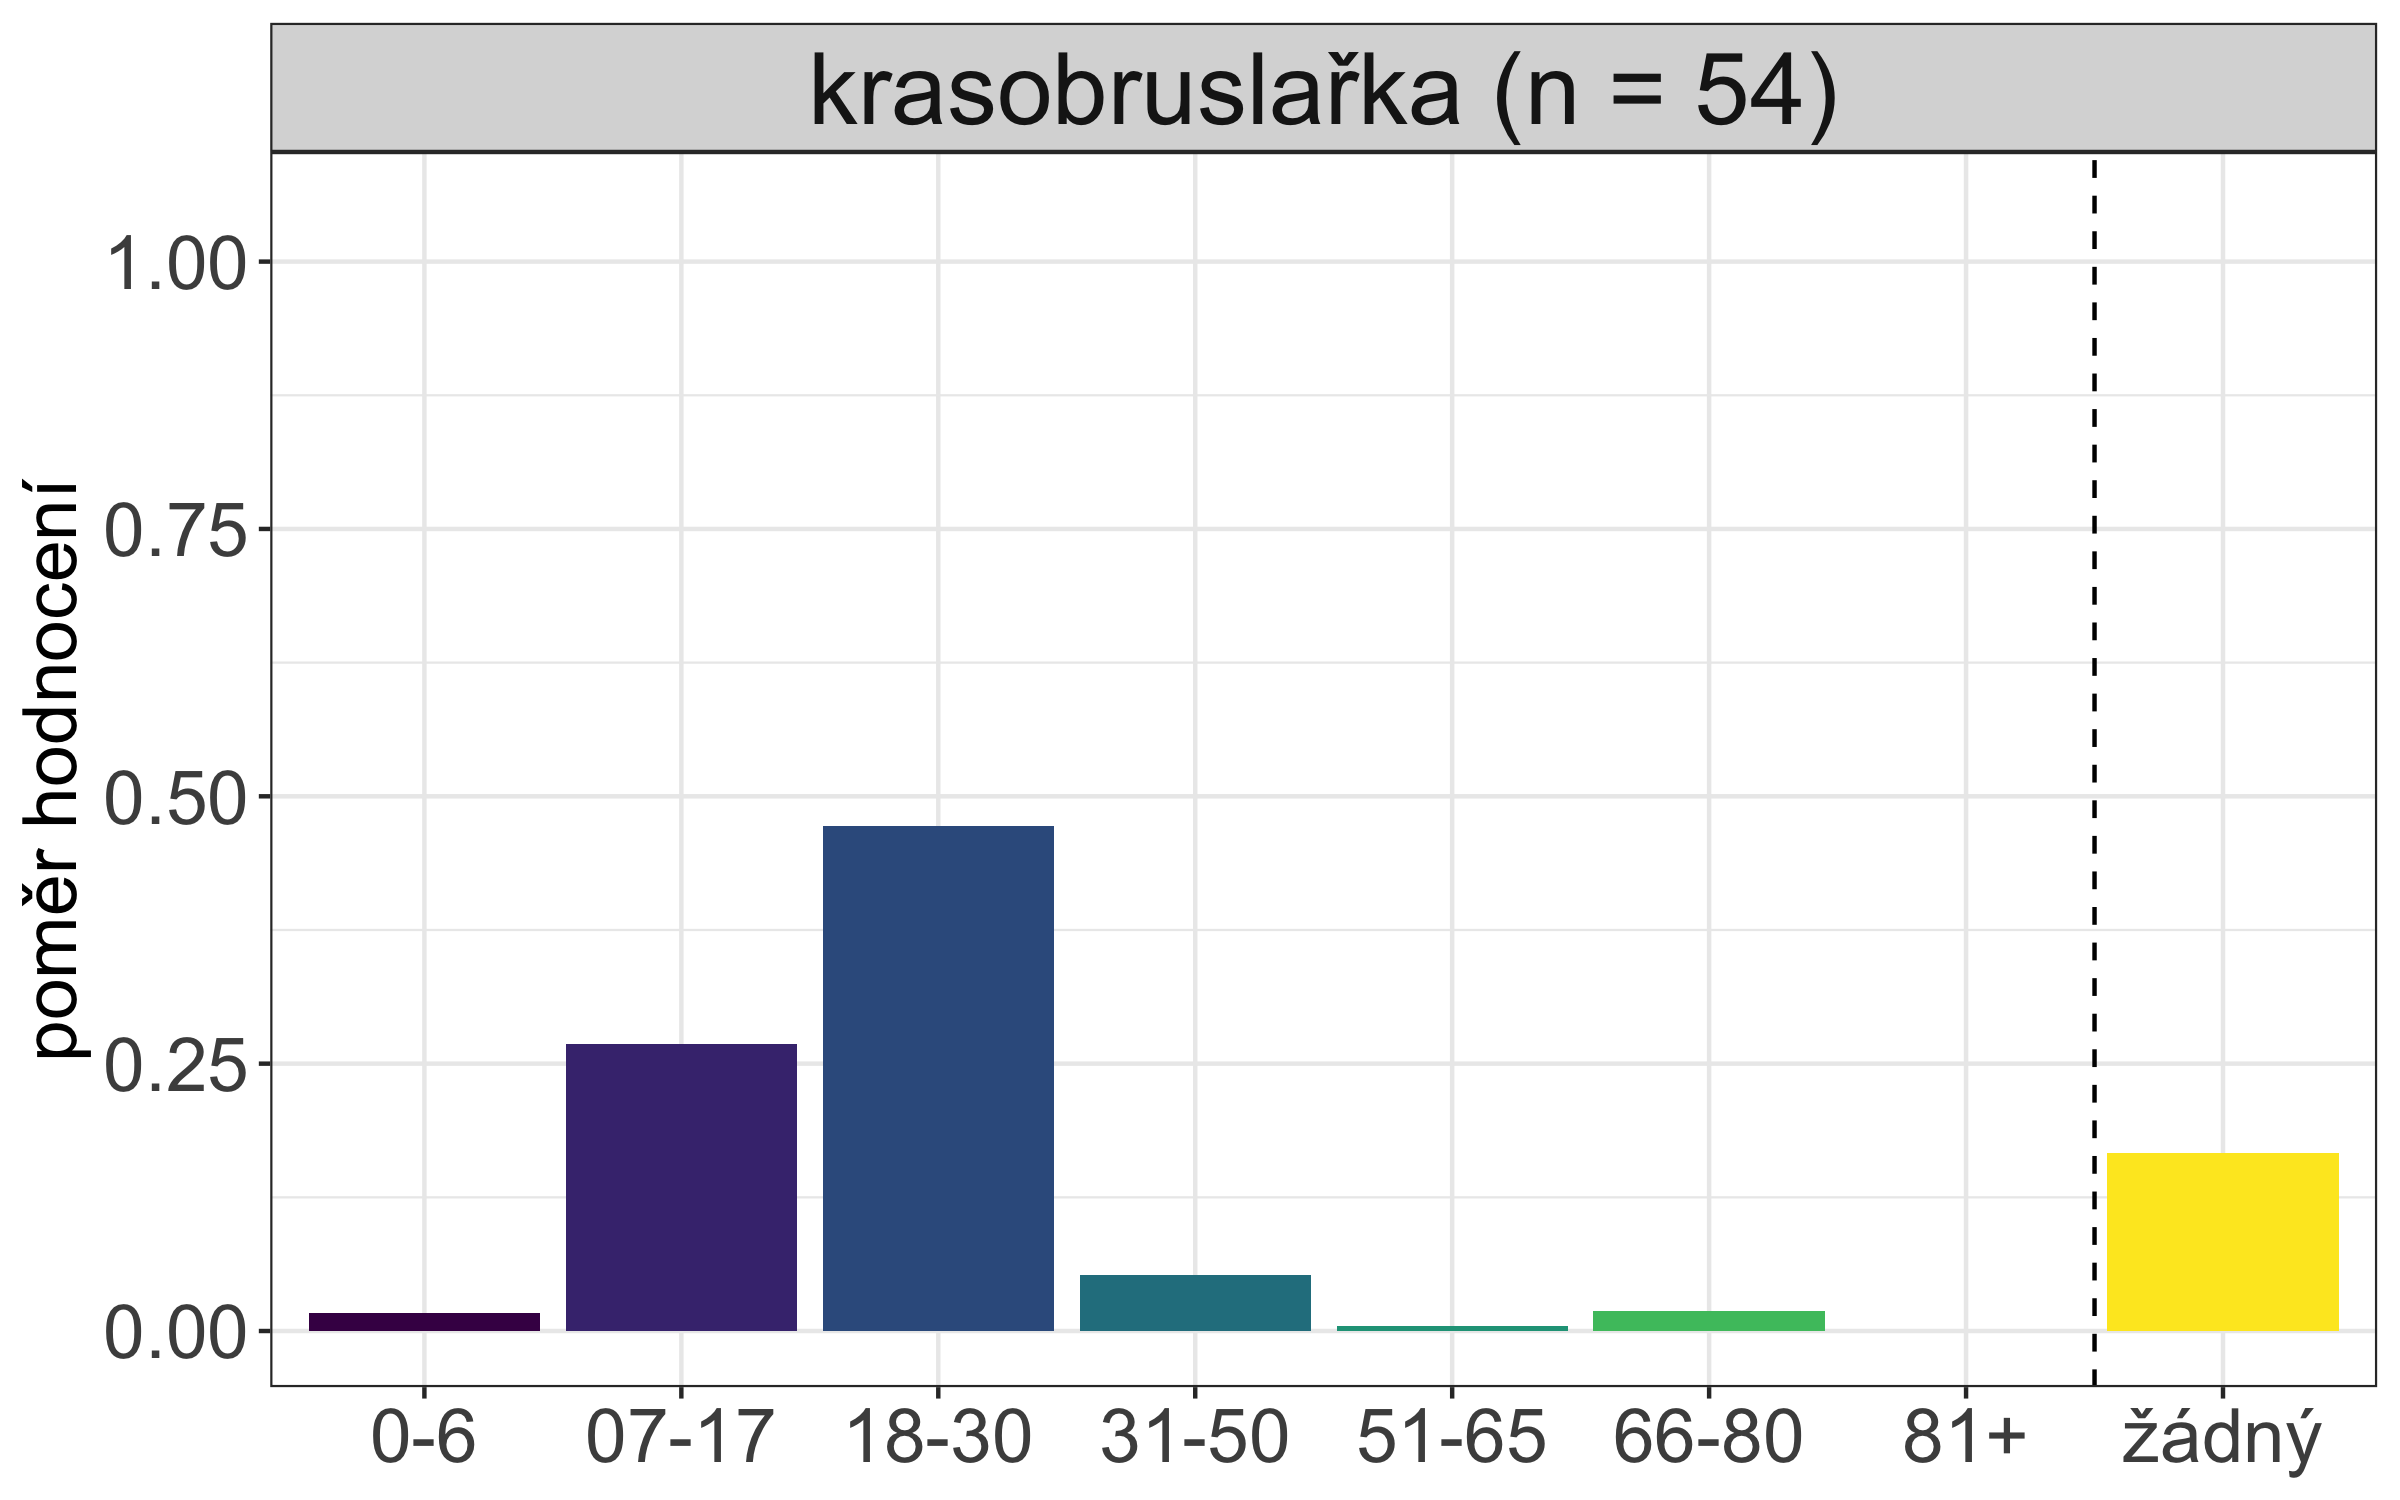 krasobruslařka (n = 54)
poměr hodnocení
1.00
0.75
0.50
0.25
0.00
0-6 07-17 18-30 31-50 51-65 66-80 81+ žádný